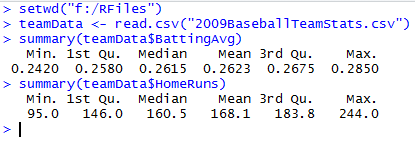 > setwd("f:/RFiles")
> teamData <- read.csv("2009BaseballTeamStats.csv")
> summary(teamData$BattingAvg)
Min. 1st Qu. Median Mean 3rd Qu. Max.
0.2420 0.2580 0.2615 0.2623 0.2675 0.2850
> summary(teamData$HomeRuns)
Min. 1st Qu. Median Mean 3rd Qu. Max.
95.0 146.0 160.5 168.1 183.8 244.0
>